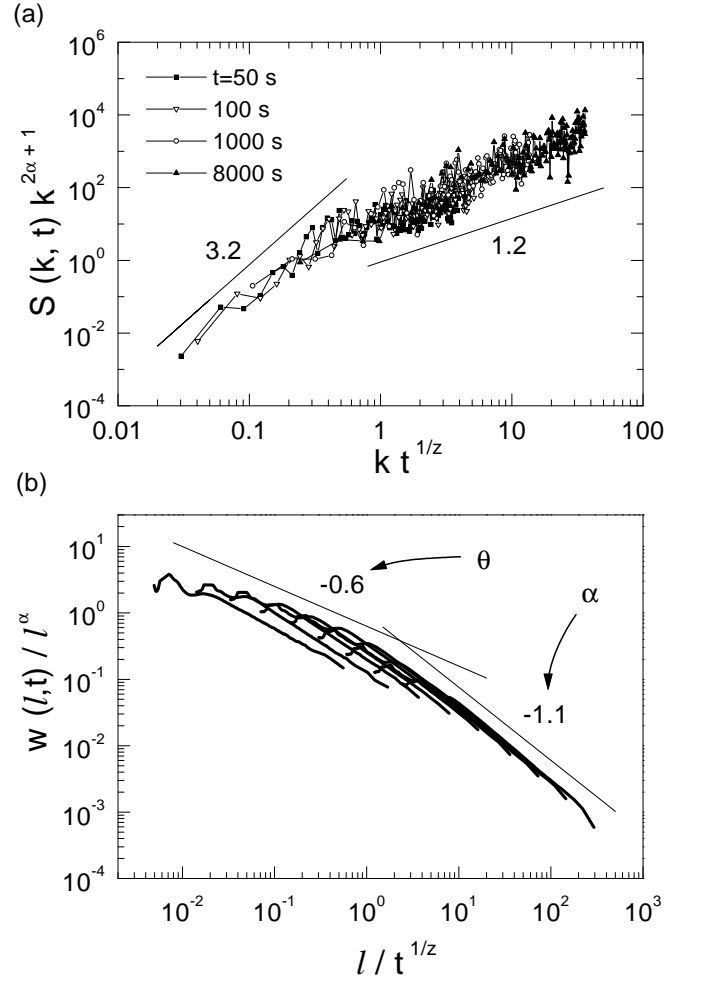 (a)
10^6
10^4
10^2
10^0
10^-2
10^-4
t=50 s
100 s
1000 s
8000 s
3.2
1.2
S (k, t) k^{2α + 1}
0.01 0.1 1 10 100
k t^{1/z}
(b)
10^1
10^0
10^-1
10^-2
10^-3
10^-4
-0.6
θ
α
-1.1
w (l,t) / l^α
10^-2 10^-1 10^0 10^1 10^2 10^3
l / t^{1/z}